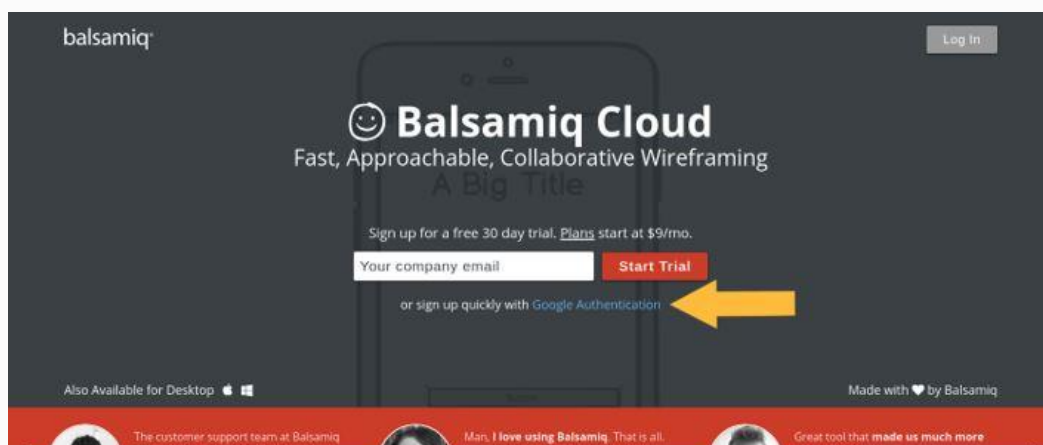 balsamiq
Log In
Balsamiq Cloud
Fast, Approachable, Collaborative Wireframing
A Big Title
Sign up for a free 30 day trial. Plans start at $9/mo.
Your company email
Start Trial
or sign up quickly with Google Authentication
Also Available for Desktop
Made with by Balsamiq
The customer support team at Balsamiq
Man, I love using Balsamiq. That is all.
Great tool that made us much more